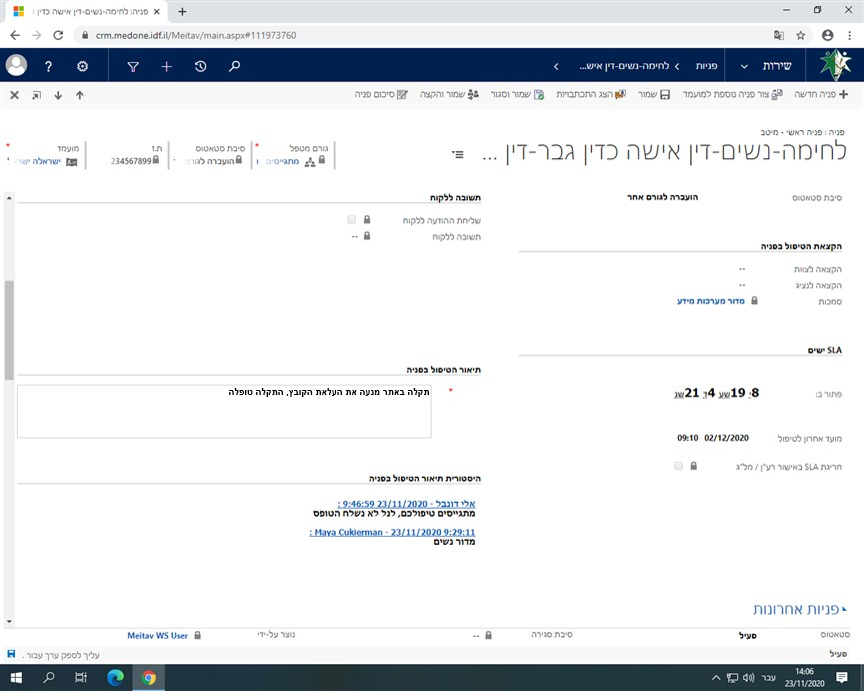 פניה: לחימה-נשים-דין אישה כדין ג
crm.medone.idf.il/Meitav/main.aspx#111973760
שירות
פניות
לחימה-נשים-דין איש...
פניה חדשה
צור פניה נוספת למועמד
שמור
הצג התכתבויות
שמור וסגור
שמור והקצה
סיכום פניה
פניה : פניה ראשי - מיטב
לחימה-נשים-דין אישה כדין גבר-דין ...
גורם מטפל
מתגייסים
סיבת סטאטוס
הועברה לגורם
ת.ז
234567899
מועמד
ישראלה ישר
סיבת סטטוס
הועברה לגורם אחר
הקצאת הטיפול בפניה
הקצאה לצוות
--
הקצאה לנציג
--
סמכות
מדור מערכות מידע
SLA ישים
פתור ב:
8י 19שע 4ד 21שנ
מועד אחרון לטיפול
02/12/2020 09:10
חריגת SLA באישור רע"ן / מל"ג
תשובה ללקוח
שליחת ההודעה ללקוח
תשובה ללקוח
--
תיאור הטיפול בפניה
תקלה באתר מנעה את העלאת הקובץ, התקלה טופלה
היסטורית תיאור הטיפול בפניה
אלי דונבל - 23/11/2020 9:46:59 :
מתגייסים טיפולכם, לנל לא נשלח הטופס
Maya Cukierman - 23/11/2020 9:29:11 :
מדור נשים
פניות אחרונות
סטאטוס
פעיל
סיבת סגירה
--
נוצר על-ידי
Meitav WS User
פעיל
עליך לספק ערך עבור .
עבר
14:06
23/11/2020